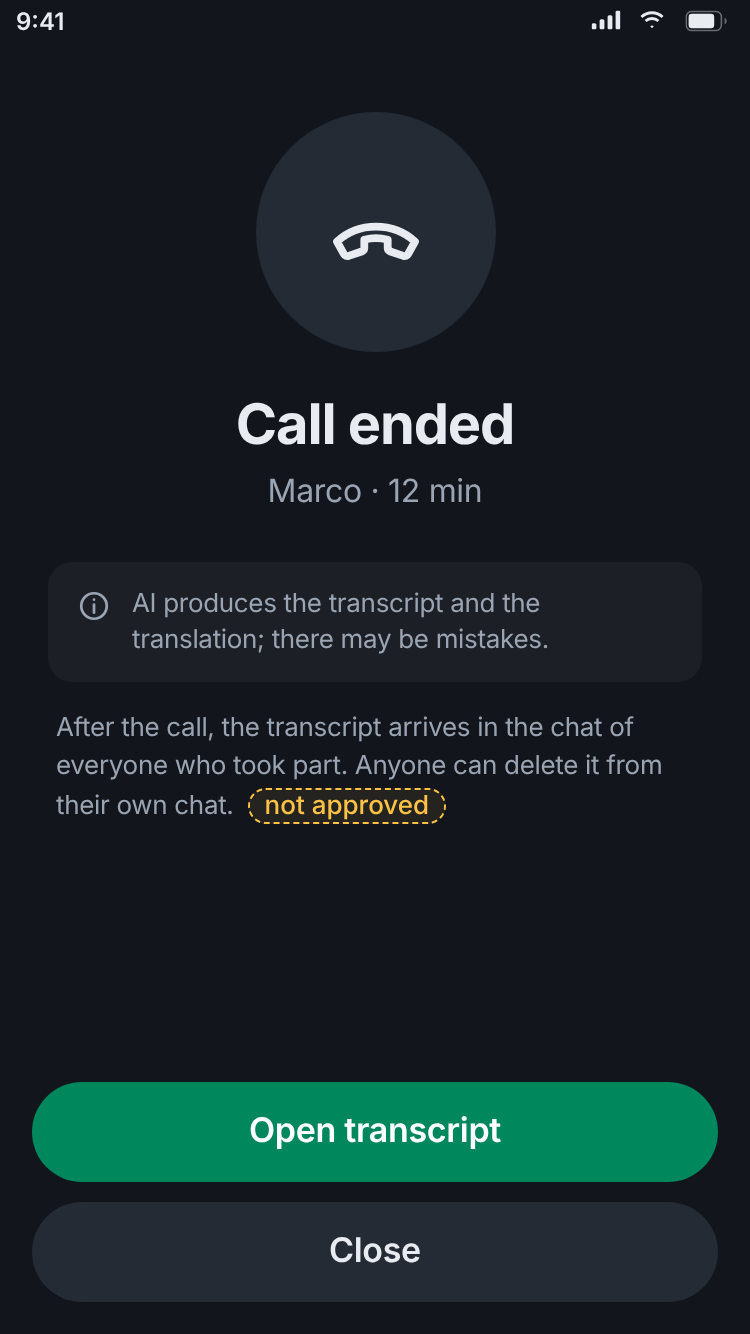 9:41
Call ended
Marco · 12 min
AI produces the transcript and the
translation; there may be mistakes.
After the call, the transcript arrives in the chat of
everyone who took part. Anyone can delete it from
their own chat. not approved
Open transcript
Close